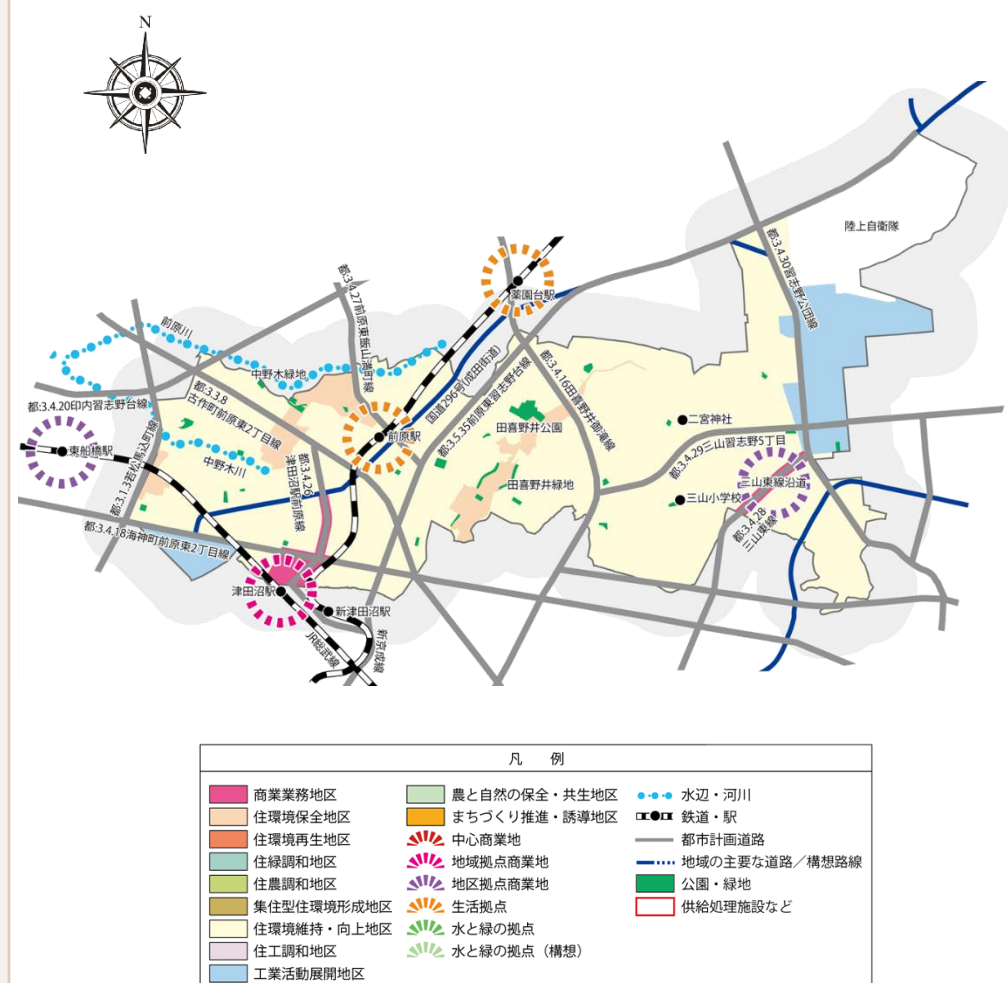 N
陸上自衛隊
都:3.4.30習志野公団線
薬園台駅
都:3.4.27前原東飯山満町線
前原川
中野木緑地
国道296号(成田街道)
都:3.5.35前原東習志野台線
都:3.4.16田喜野井御滝線
都:3.4.20印内習志野台線
都:3.3.8
古作町前原東2丁目線
前原駅
田喜野井公園
二宮神社
東船橋駅
都:3.1.3若松馬込町線
中野木川
都:3.4.26
津田沼駅前原線
田喜野井緑地
都:3.4.29三山習志野5丁目
三山東線沿道
三山小学校
都:3.4.28
三山東線
都:3.4.18海神町前原東2丁目線
津田沼駅
新津田沼駅
JR総武線
新京成線
凡 例
商業業務地区
住環境保全地区
住環境再生地区
住緑調和地区
住農調和地区
集住型住環境形成地区
住環境維持・向上地区
住工調和地区
工業活動展開地区
農と自然の保全・共生地区
まちづくり推進・誘導地区
中心商業地
地域拠点商業地
地区拠点商業地
生活拠点
水と緑の拠点
水と緑の拠点(構想)
水辺・河川
鉄道・駅
都市計画道路
地域の主要な道路/構想路線
公園・緑地
供給処理施設など